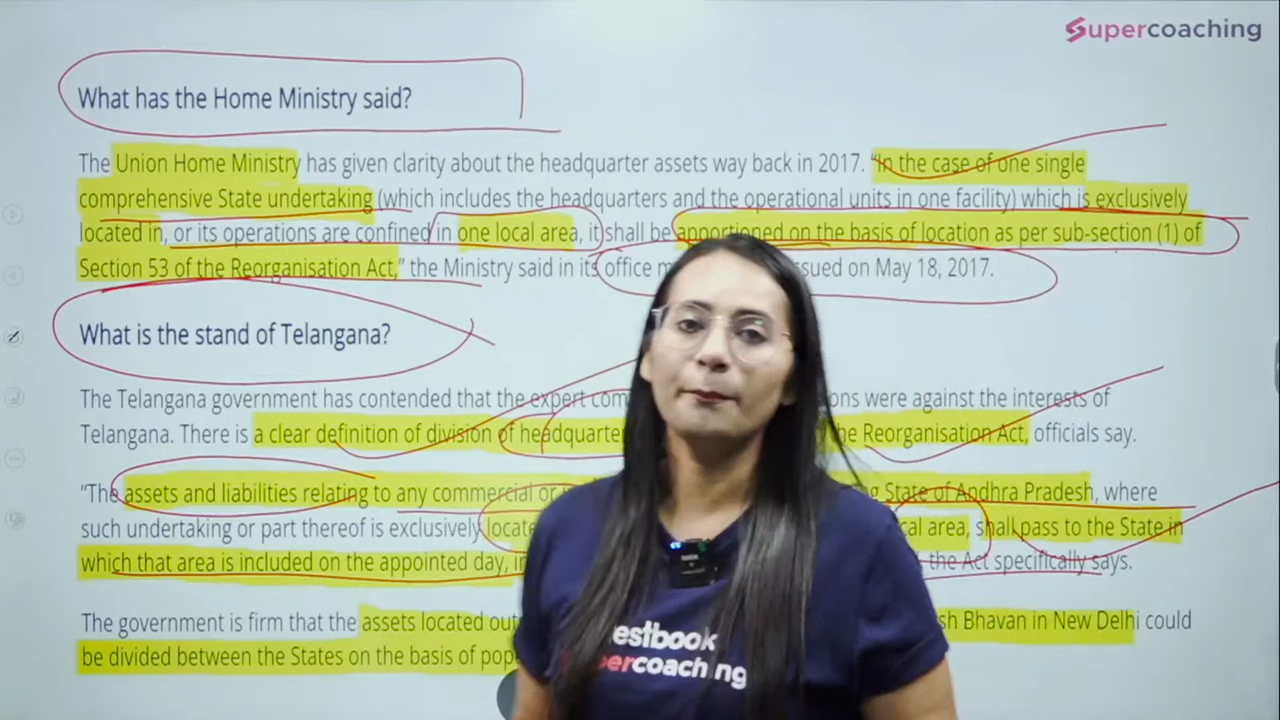 Supercoaching
What has the Home Ministry said?
The Union Home Ministry has given clarity about the headquarter assets way back in 2017. “In the case of one single
comprehensive State undertaking (which includes the headquarters and the operational units in one facility) which is exclusively
located in, or its operations are confined in one local area, it shall be apportioned on the basis of location as per sub-section (1) of
Section 53 of the Reorganisation Act,” the Ministry said in its office m ssued on May 18, 2017.
What is the stand of Telangana?
The Telangana government has contended that the expert com ons were against the interests of
Telangana. There is a clear definition of division of headquarte he Reorganisation Act, officials say.
“The assets and liabilities relating to any commercial or g State of Andhra Pradesh, where
such undertaking or part thereof is exclusively locate cal area, shall pass to the State in
which that area is included on the appointed day, the Act specifically says.
The government is firm that the assets located out sh Bhavan in New Delhi could
be divided between the States on the basis of pop
estbook
percoaching